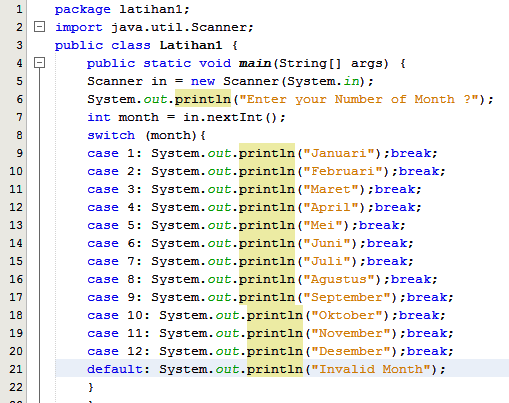 1 package latihan1;
2 import java.util.Scanner;
3 public class Latihan1 {
4 public static void main(String[] args) {
5 Scanner in = new Scanner(System.in);
6 System.out.println("Enter your Number of Month ?");
7 int month = in.nextInt();
8 switch (month){
9 case 1: System.out.println("Januari");break;
10 case 2: System.out.println("Februari");break;
11 case 3: System.out.println("Maret");break;
12 case 4: System.out.println("April");break;
13 case 5: System.out.println("Mei");break;
14 case 6: System.out.println("Juni");break;
15 case 7: System.out.println("Juli");break;
16 case 8: System.out.println("Agustus");break;
17 case 9: System.out.println("September");break;
18 case 10: System.out.println("Oktober");break;
19 case 11: System.out.println("November");break;
20 case 12: System.out.println("Desember");break;
21 default: System.out.println("Invalid Month");
22 }